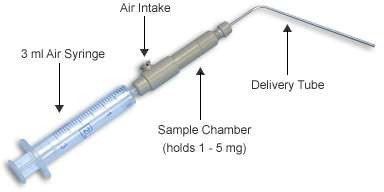 Air Intake
3 ml Air Syringe
Delivery Tube
Sample Chamber
(holds 1 - 5 mg)